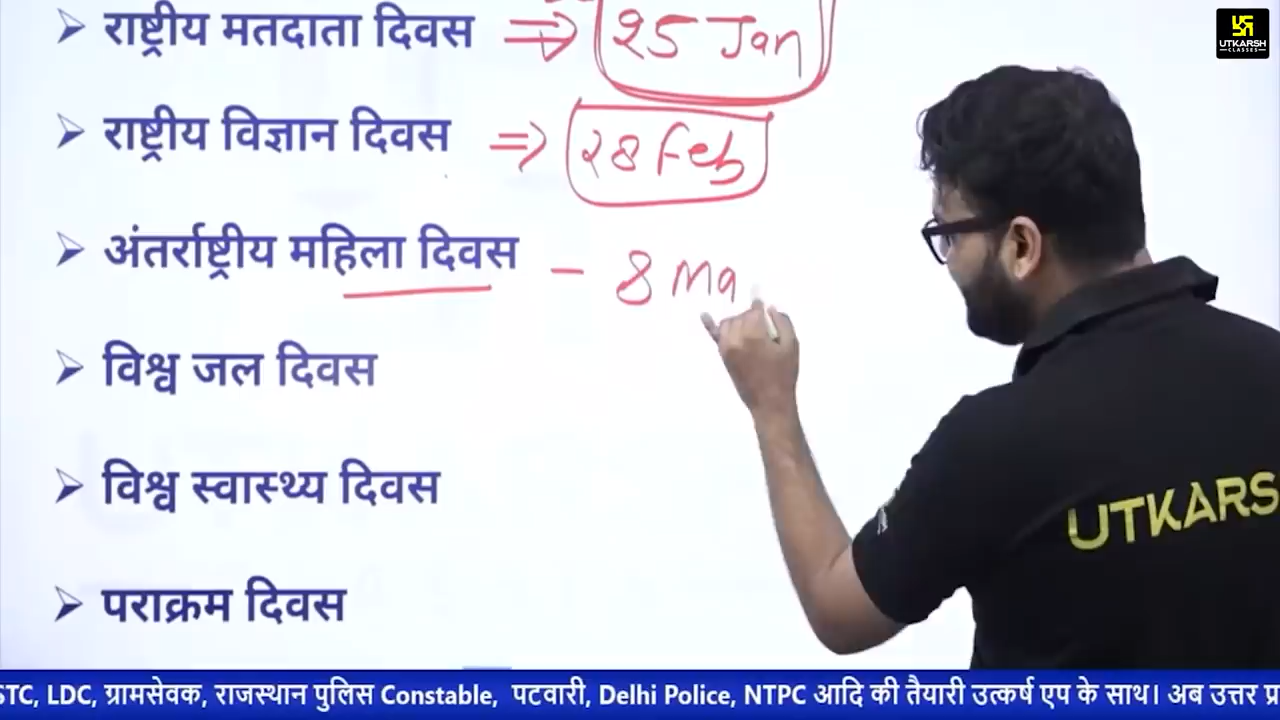 राष्ट्रीय मतदाता दिवस ⇒ 25 Jan
UTKARSH
CLASSES
राष्ट्रीय विज्ञान दिवस ⇒ 28 Feb
अंतर्राष्ट्रीय महिला दिवस - 8 Ma
विश्व जल दिवस
विश्व स्वास्थ्य दिवस
UTKARS
पराक्रम दिवस
STC, LDC, ग्रामसेवक, राजस्थान पुलिस Constable, पटवारी, Delhi Police, NTPC आदि की तैयारी उत्कर्ष एप के साथ। अब उत्तर प्र